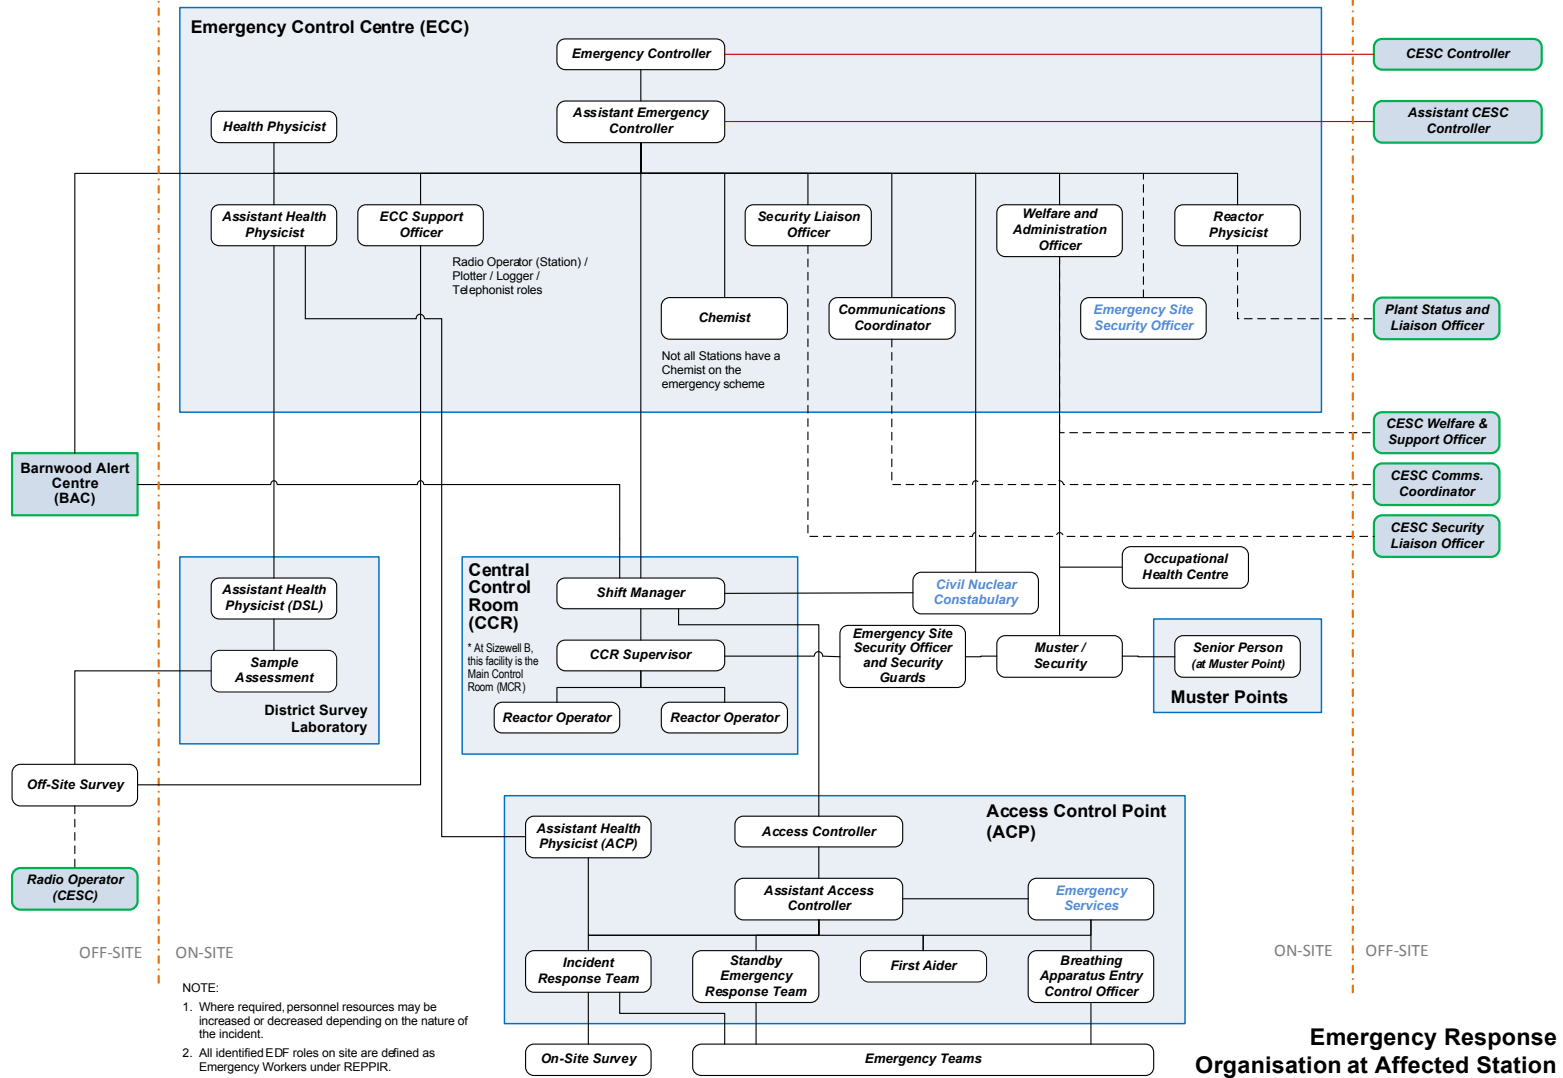 Emergency Control Centre (ECC)
Emergency Controller
CESC Controller
Health Physicist
Assistant Emergency
Controller
Assistant CESC
Controller
Assistant Health
Physicist
ECC Support
Officer
Security Liaison
Officer
Welfare and
Administration
Officer
Reactor
Physicist
Radio Operator (Station) /
Plotter / Logger /
Telephonist roles
Chemist
Communications
Coordinator
Emergency Site
Security Officer
Plant Status and
Liaison Officer
Not all Stations have a
Chemist on the
emergency scheme
CESC Welfare &
Support Officer
Barnwood Alert
Centre
(BAC)
CESC Comms.
Coordinator
CESC Security
Liaison Officer
Assistant Health
Physicist (DSL)
Sample
Assessment
District Survey
Laboratory
Central
Control
Room
(CCR)
* At Sizewell B,
this facility is the
Main Control
Room (MCR)
Shift Manager
CCR Supervisor
Reactor Operator
Reactor Operator
Civil Nuclear
Constabulary
Occupational
Health Centre
Emergency Site
Security Officer
and Security
Guards
Muster /
Security
Senior Person
(at Muster Point)
Muster Points
Off-Site Survey
Radio Operator
(CESC)
Access Control Point
(ACP)
Assistant Health
Physicist (ACP)
Access Controller
Assistant Access
Controller
Emergency
Services
Incident
Response Team
Standby
Emergency
Response Team
First Aider
Breathing
Apparatus Entry
Control Officer
On-Site Survey
Emergency Teams
OFF-SITE
ON-SITE
ON-SITE
OFF-SITE
NOTE:
1. Where required, personnel resources may be
increased or decreased depending on the nature of
the incident.
2. All identified EDF roles on site are defined as
Emergency Workers under REPPIR.
Emergency Response
Organisation at Affected Station